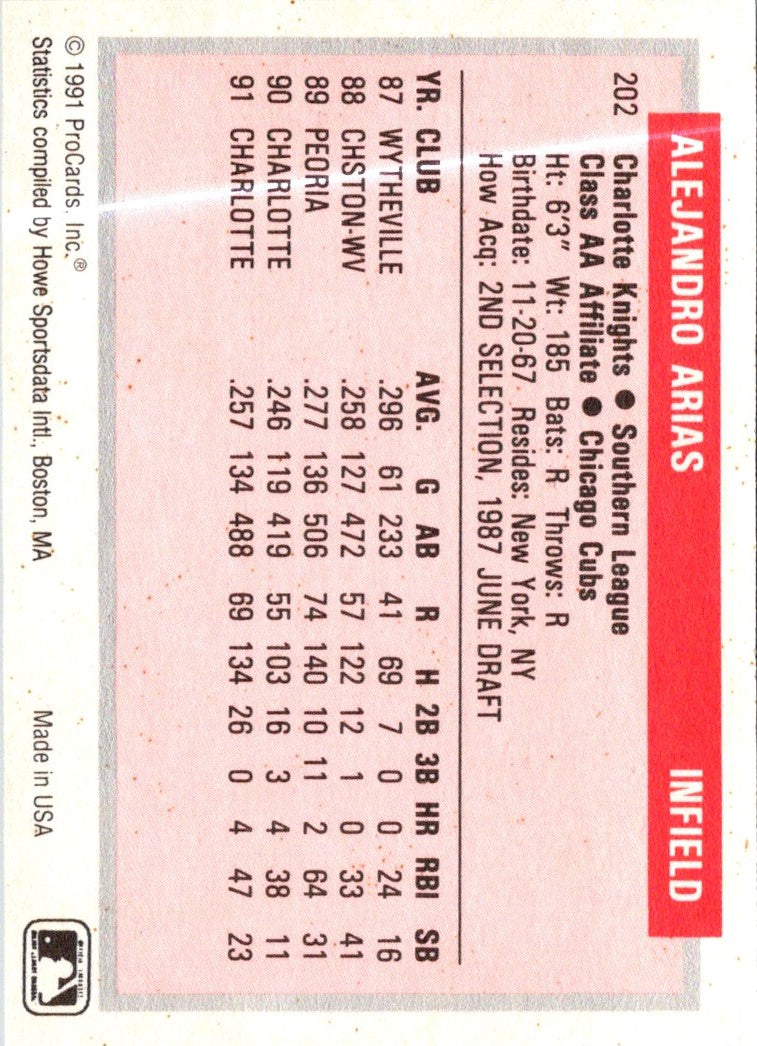 ALEJANDRO ARIAS INFIELD
202 Charlotte Knights ● Southern League
Class AA Affiliate ● Chicago Cubs
Ht: 6'3" Wt: 185 Bats: R Throws: R
Birthdate: 11-20-67 Resides: New York, NY
How Acq: 2ND SELECTION, 1987 JUNE DRAFT
YR. CLUB AVG. G AB R H 2B 3B HR RBI SB
87 WYTHEVILLE .296 61 233 41 69 7 0 0 24 16
88 CHSTON-WV .258 127 472 57 122 12 1 0 33 41
89 PEORIA .277 136 506 74 140 10 11 2 64 31
90 CHARLOTTE .246 119 419 55 103 16 3 4 38 11
91 CHARLOTTE .257 134 488 69 134 26 0 4 47 23
© 1991 ProCards, Inc.®
Statistics compiled by Howe Sportsdata Intl., Boston, MA Made in USA